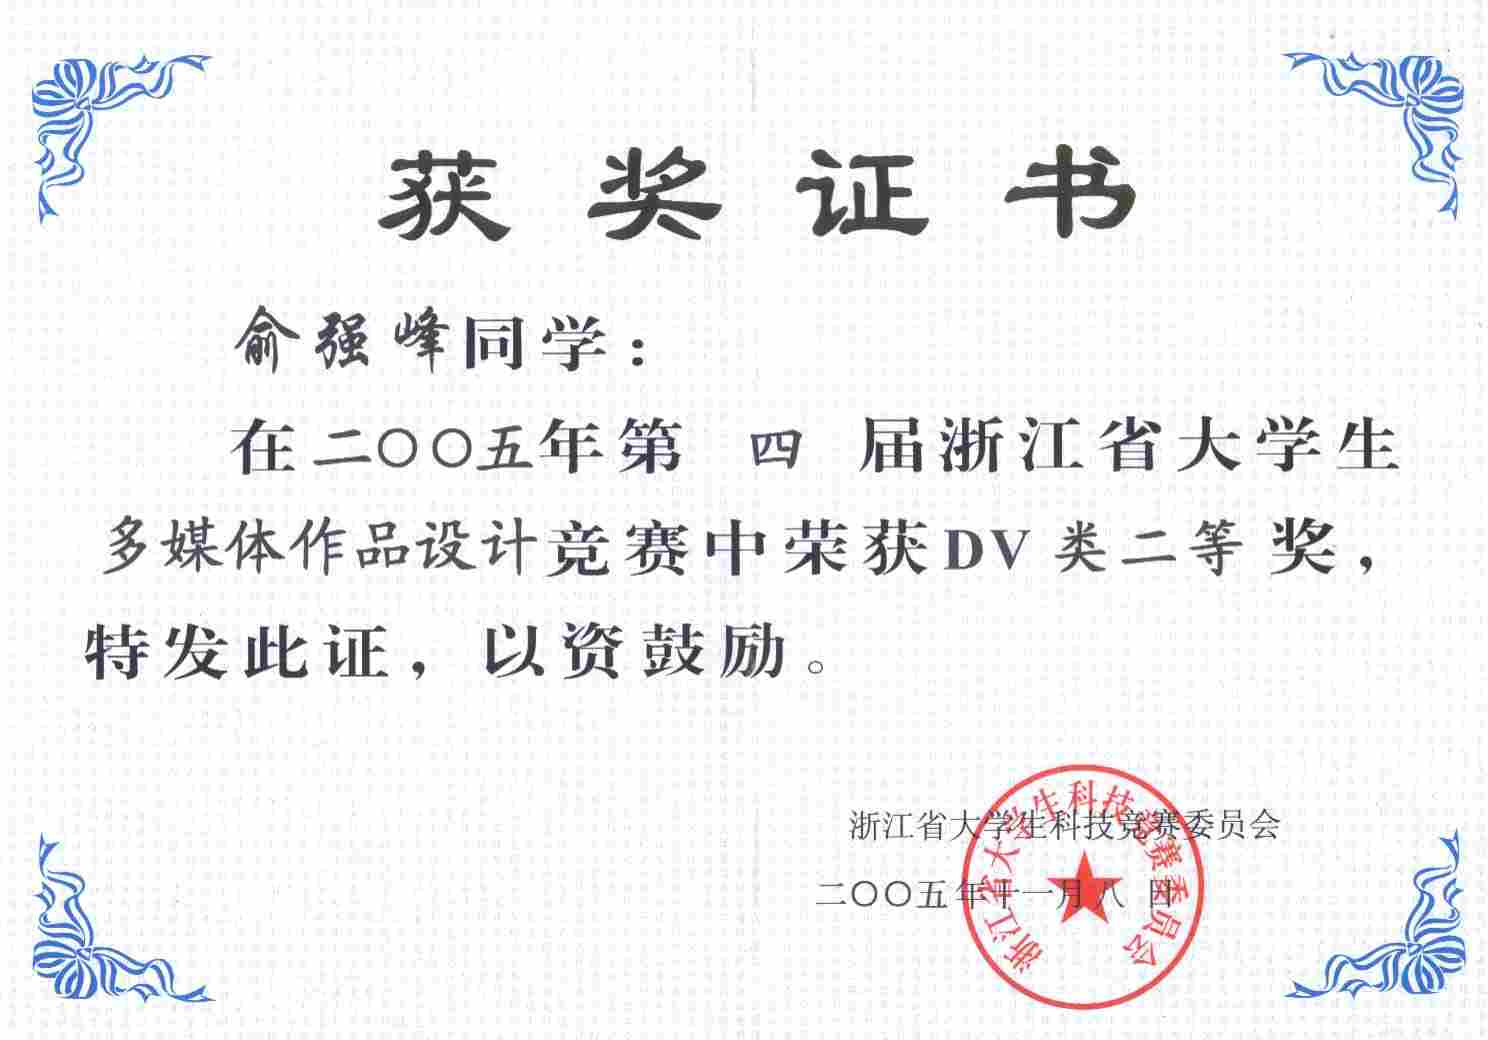 获奖证书
俞强峰同学：
在二〇〇五年第 四 届浙江省大学生
多媒体作品设计竞赛中荣获DV类二等奖，
特发此证，以资鼓励。
浙江省大学生科技竞赛委员会
二〇〇五年十一月八日
浙江省大学生科技竞赛委员会